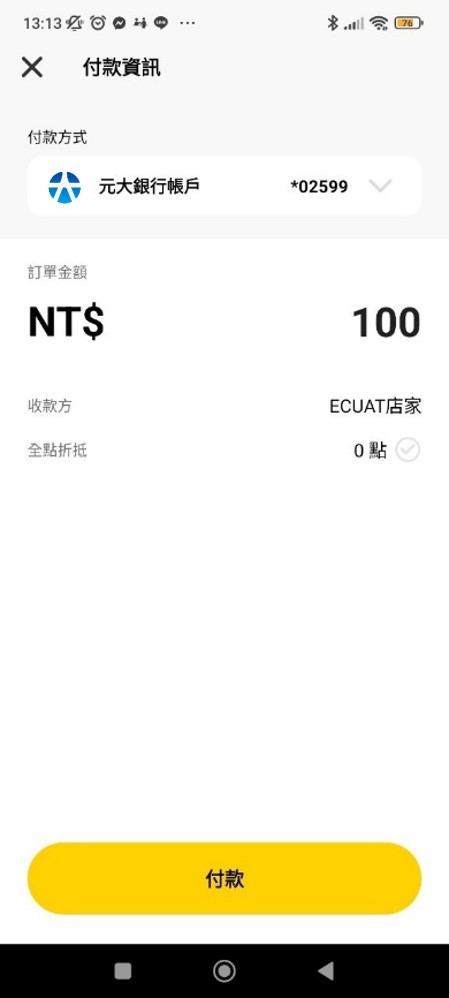 13:13 ... 76
付款資訊
付款方式
元大銀行帳戶 *02599
訂單金額
NT$ 100
收款方 ECUAT店家
全點折抵 0 點
付款